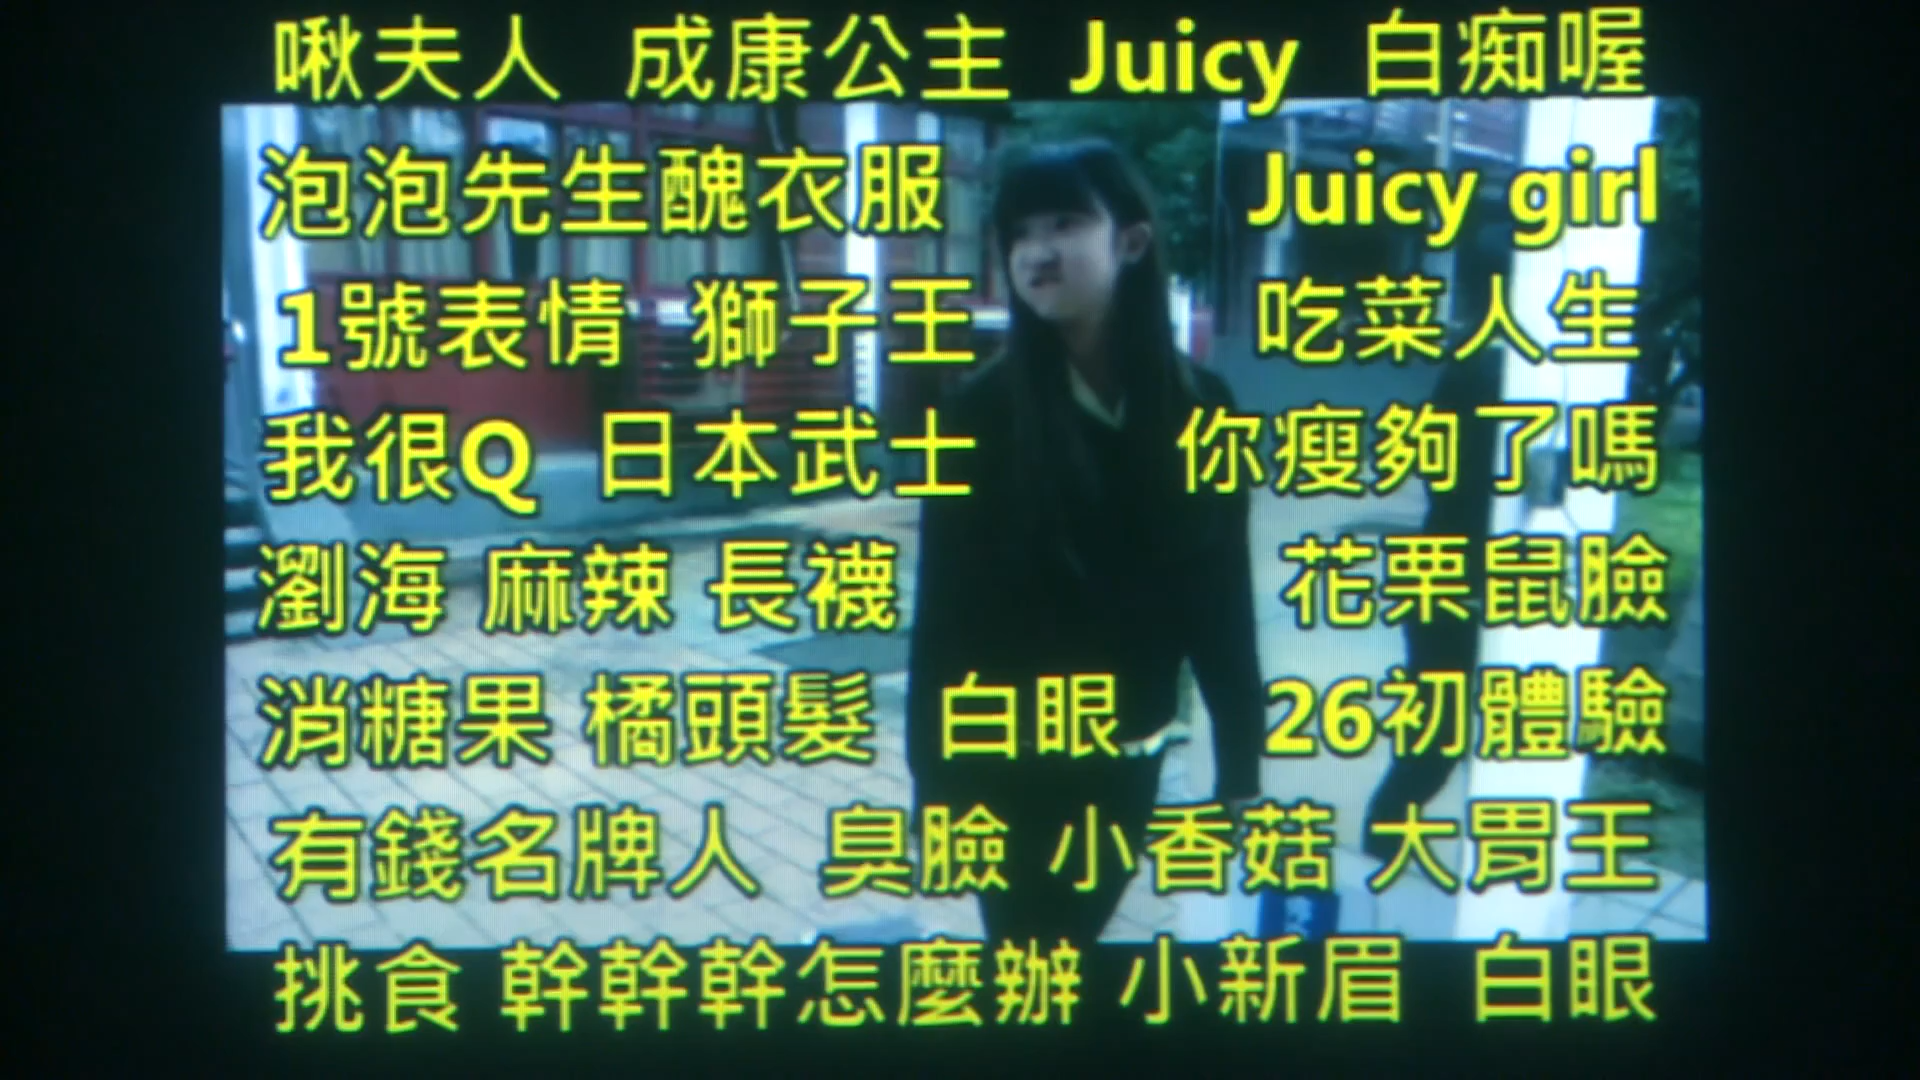 啾夫人 成康公主 Juicy 白痴喔
泡泡先生醜衣服 Juicy girl
1號表情 獅子王 吃菜人生
我很Q 日本武士 你瘦夠了嗎
瀏海 麻辣 長襪 花栗鼠臉
消糖果 橘頭髮 白眼 26初體驗
有錢名牌人 臭臉 小香菇 大胃王
挑食 幹幹幹怎麼辦 小新眉 白眼